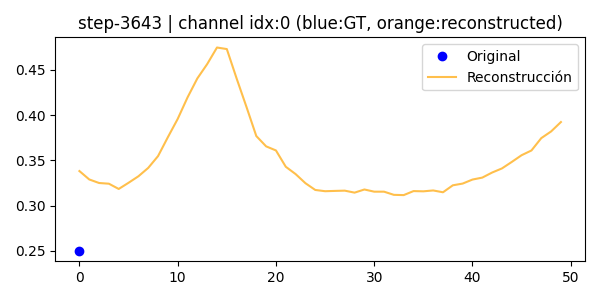 step-3643 | channel idx:0 (blue:GT, orange:reconstructed)
Original
Reconstrucción
0.45
0.40
0.35
0.30
0.25
0 10 20 30 40 50